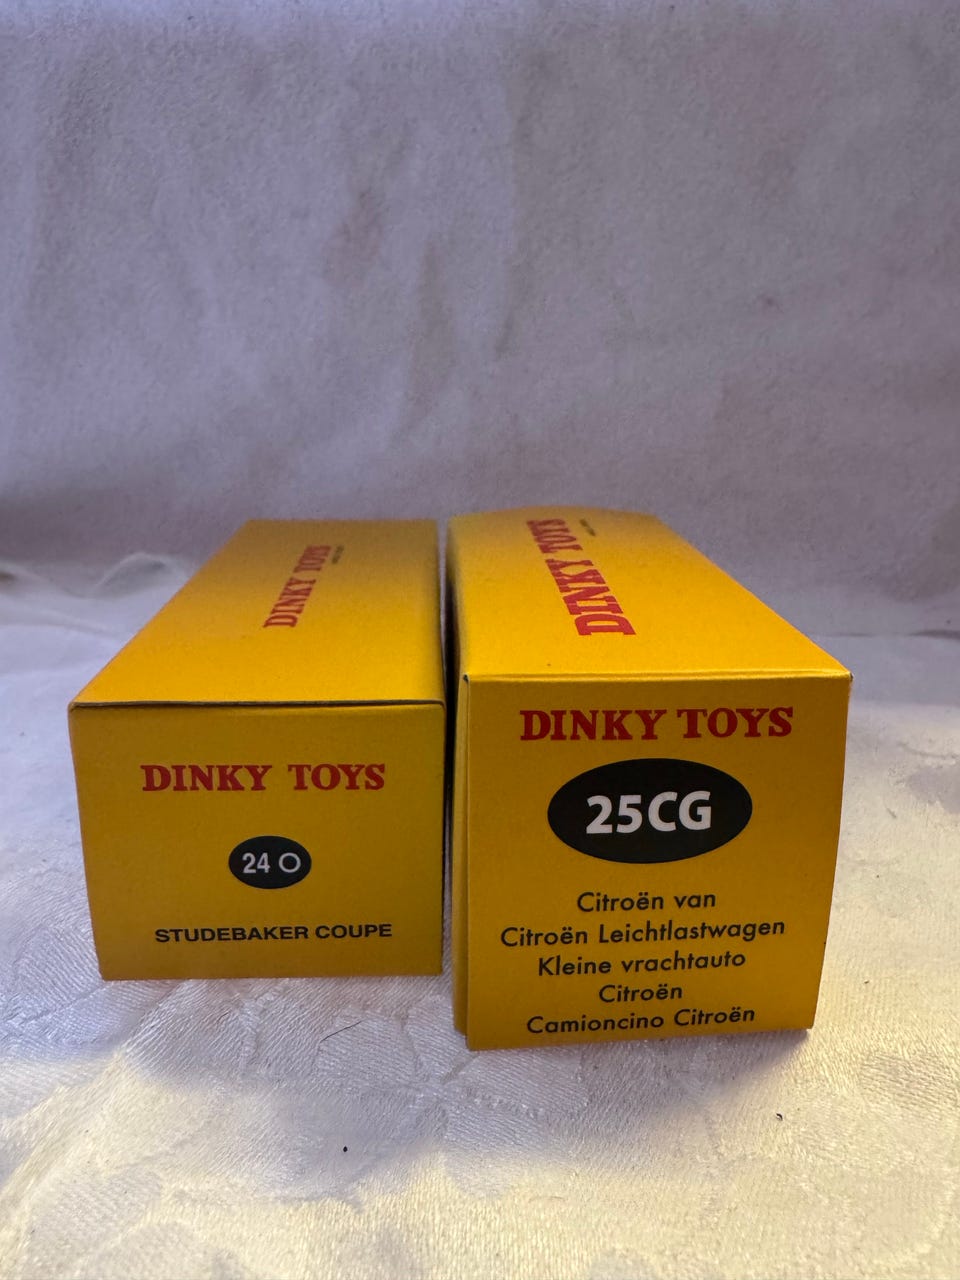 DINKY TOYS
DINKY TOYS
24 O
STUDEBAKER COUPE
DINKY TOYS
DINKY TOYS
25CG
Citroën van
Citroën Leichtlastwagen
Kleine vrachtauto
Citroën
Camioncino Citroën